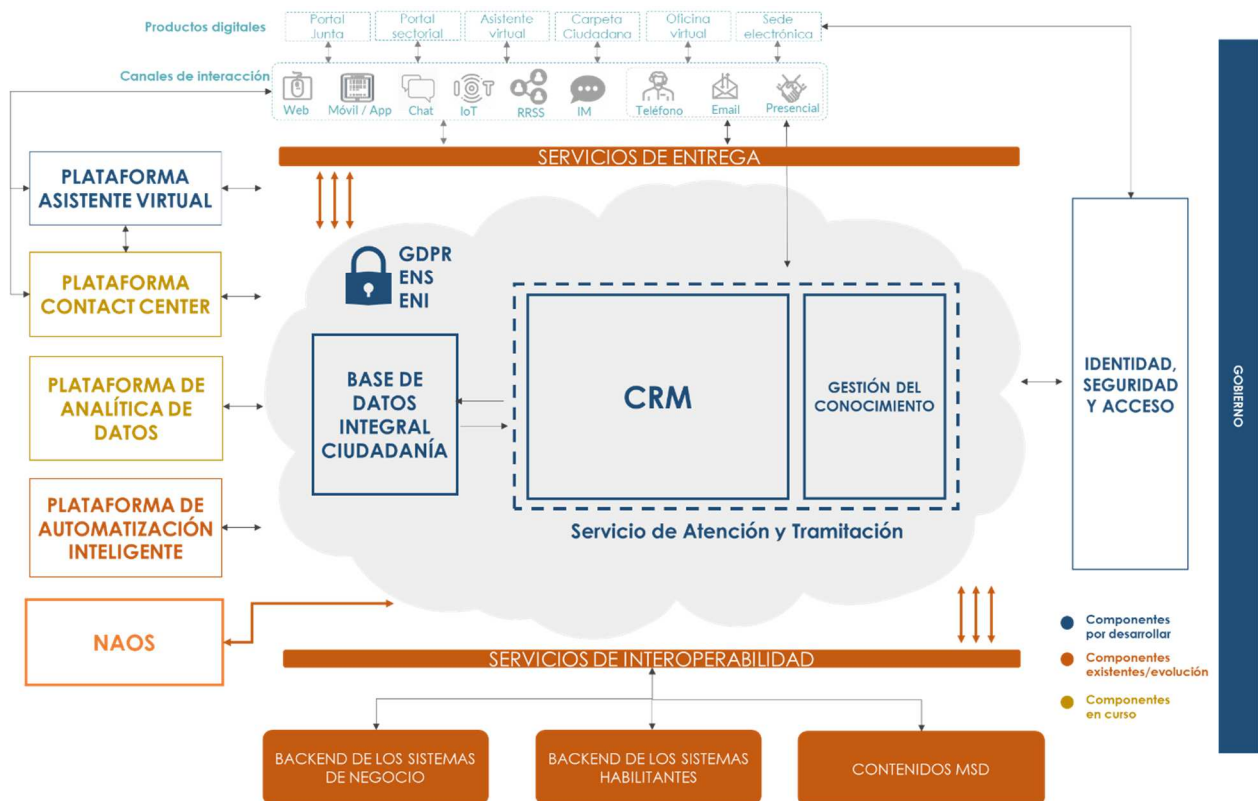 Productos digitales
Portal
Junta
Portal
sectorial
Asistente
virtual
Carpeta
Ciudadana
Oficina
virtual
Sede
electrónica
Canales de interacción
Web
Móvil / App
Chat
IoT
RRSS
IM
Teléfono
Email
Presencial
SERVICIOS DE ENTREGA
PLATAFORMA
ASISTENTE VIRTUAL
PLATAFORMA
CONTACT CENTER
PLATAFORMA DE
ANALÍTICA DE
DATOS
PLATAFORMA DE
AUTOMATIZACIÓN
INTELIGENTE
NAOS
GDPR
ENS
ENI
BASE DE
DATOS
INTEGRAL
CIUDADANÍA
CRM
GESTIÓN DEL
CONOCIMIENTO
Servicio de Atención y Tramitación
IDENTIDAD,
SEGURIDAD
Y ACCESO
GOBIERNO
Componentes
por desarrollar
Componentes
existentes/evolución
Componentes
en curso
SERVICIOS DE INTEROPERABILIDAD
BACKEND DE LOS SISTEMAS
DE NEGOCIO
BACKEND DE LOS SISTEMAS
HABILITANTES
CONTENIDOS MSD